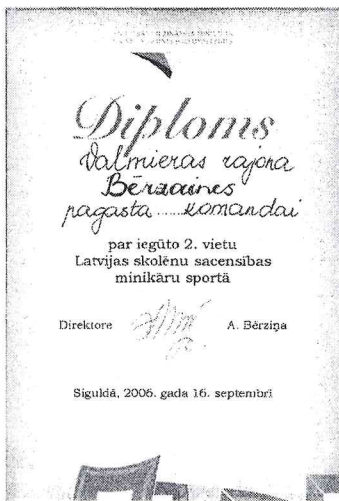 Diploms
Valmieras rajona
Bērzaines
pagasta ...... komandai
par iegūto 2. vietu
Latvijas skolēnu sacensības
minikāru sportā
Direktore A. Bērziņa
Siguldā, 2006. gada 16. septembrī